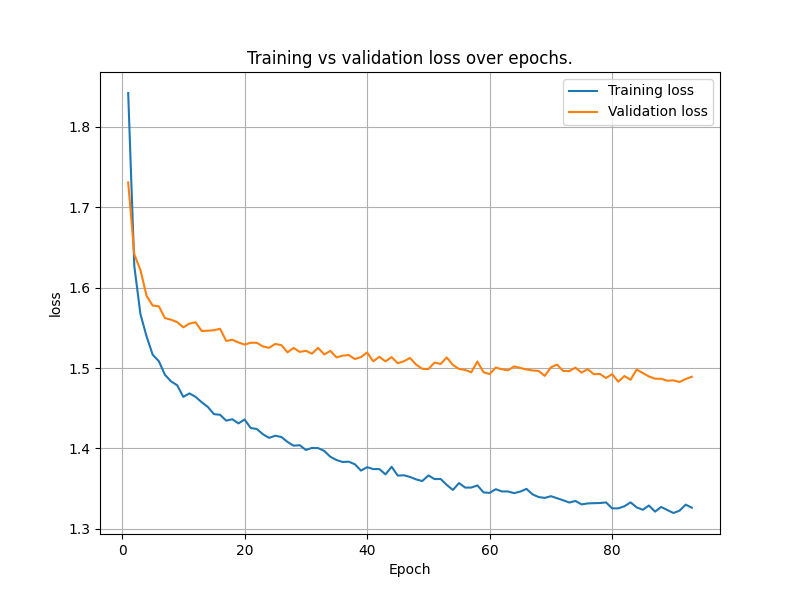 Training vs validation loss over epochs.
Training loss
Validation loss
1.8
1.7
1.6
1.5
1.4
1.3
loss
0 20 40 60 80
Epoch